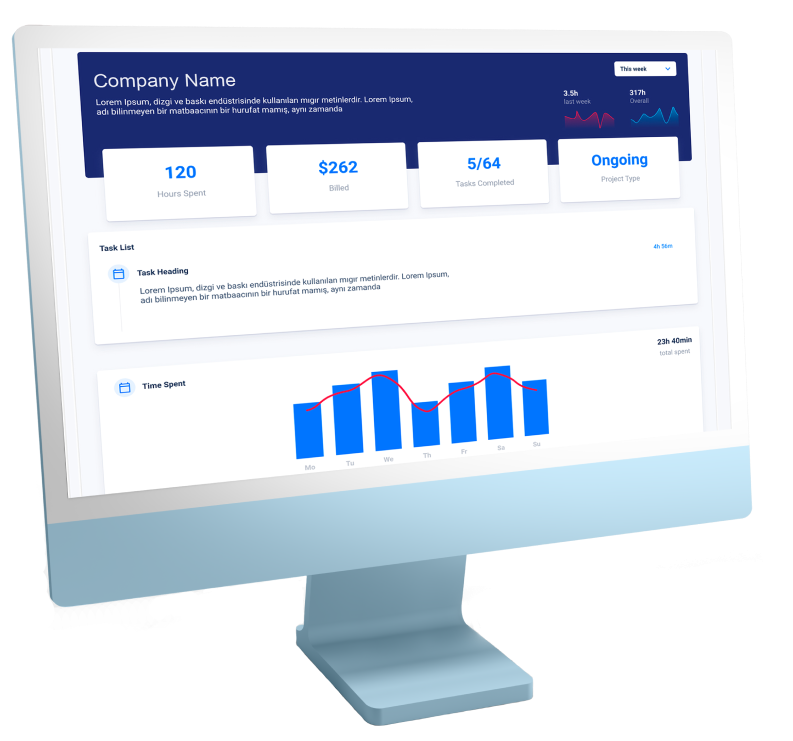 Company Name
Lorem Ipsum, dizgi ve baskı endüstrisinde kullanılan mıgır metinlerdir. Lorem Ipsum,
adı bilinmeyen bir matbaacının bir hurufat mamış, aynı zamanda
This week
3.5h
last week
317h
Overall
120
Hours Spent
$262
Billed
5/64
Tasks Completed
Ongoing
Project Type
Task List
4h 56m
Task Heading
Lorem Ipsum, dizgi ve baskı endüstrisinde kullanılan mıgır metinlerdir. Lorem Ipsum,
adı bilinmeyen bir matbaacının bir hurufat mamış, aynı zamanda
Time Spent
23h 40min
total spent
Mo Tu We Th Fr Sa Su